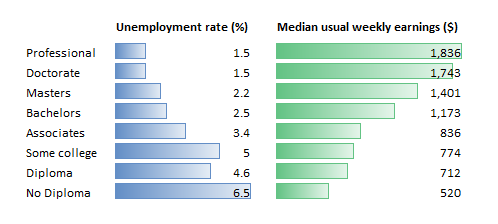 Unemployment rate (%) Median usual weekly earnings ($)
Professional 1.5 1,836
Doctorate 1.5 1,743
Masters 2.2 1,401
Bachelors 2.5 1,173
Associates 3.4 836
Some college 5 774
Diploma 4.6 712
No Diploma 6.5 520